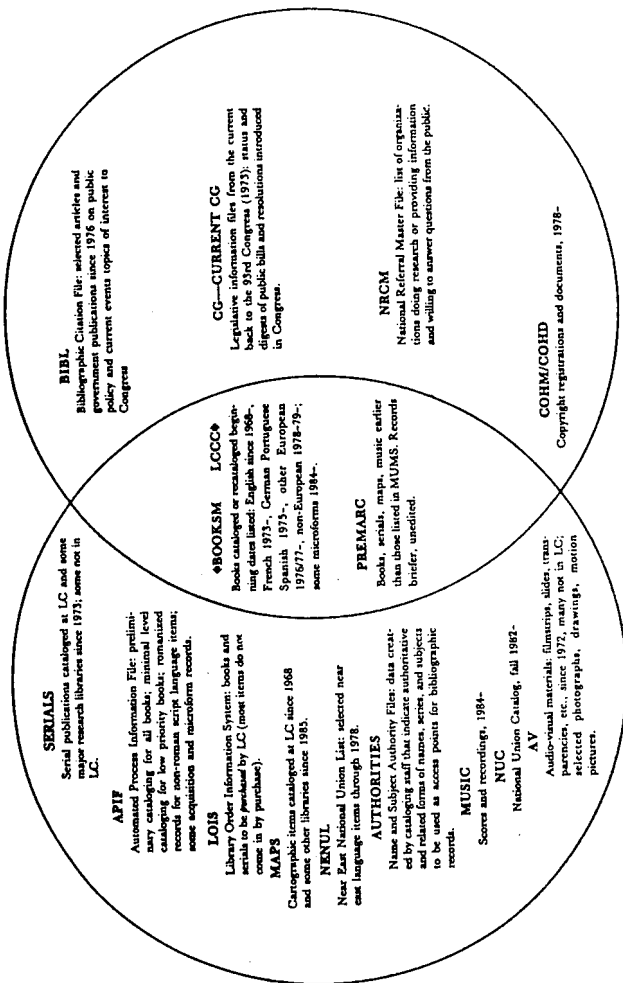 SERIALS
Serial publications cataloged at LC and some
major research libraries since 1973; some not in
LC.
APIF
Automated Process Information File: prelimi-
nary cataloging for all books; minimal level
cataloging for low priority books; romanized
records for non-roman script language items;
some acquisition and microform records.
LOIS
Library Order Information System: books and
serials to be purchased by LC (most items do not
come in by purchase).
MAPS
Cartographic items cataloged at LC since 1968
and some other libraries since 1985.
NENUL
Near East National Union List: selected near
east language items through 1978.
AUTHORITIES
Name and Subject Authority Files: data creat-
ed by cataloging staff that indicate authoritative
and related forms of names, series, and subjects
to be used as access points for bibliographic
records.
MUSIC
Scores and recordings, 1984-
NUC
National Union Catalog, fall 1982-
AV
Audio-visual materials: filmstrips, slides, trans-
parencies, etc., since 1972, many not in LC;
selected photographs, drawings, motion
pictures.
♦BOOKSM LCCC♦
Books cataloged or recataloged begin-
ning dates listed: English since 1968-,
French 1973-, German Portuguese
Spanish 1975-, other European
1976/77-, non-European 1978-79-;
some microforms 1984-.
PREMARC
Books, serials, maps, music earlier
than those listed in MUMS. Records
briefer, unedited.
BIBL
Bibliographic Citation File: selected articles and
government publications since 1976 on public
policy and current events topics of interest to
Congress
CG—CURRENT CG
Legislative information files from the current
back to the 93rd Congress (1973): status and
digests of public bills and resolutions introduced
in Congress.
NRCM
National Referral Master File: list of organiza-
tions doing research or providing information
and willing to answer questions from the public.
COHM/COHD
Copyright registrations and documents, 1978-